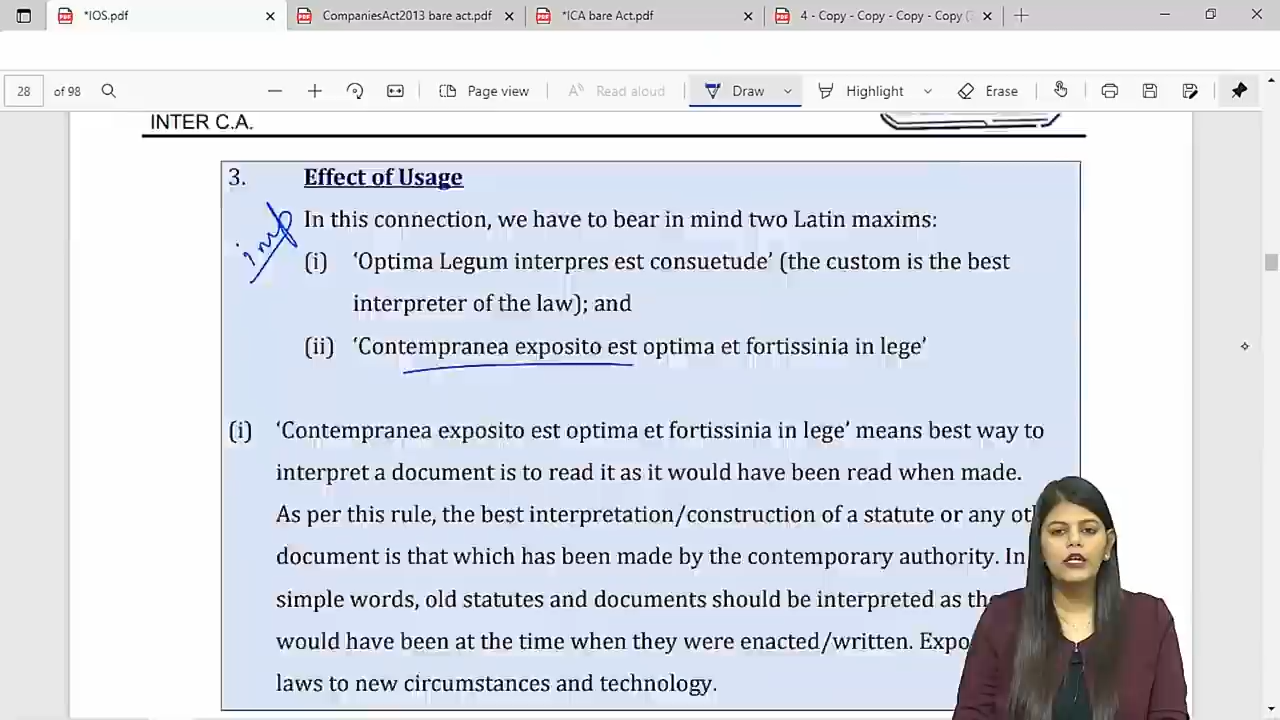 *IOS.pdf
CompaniesAct2013 bare act.pdf
*ICA bare Act.pdf
4 - Copy - Copy - Copy - Copy (
28 of 98
Page view
Read aloud
Draw
Highlight
Erase
INTER C.A.
3. Effect of Usage
imp
In this connection, we have to bear in mind two Latin maxims:
(i) ‘Optima Legum interpres est consuetude’ (the custom is the best
interpreter of the law); and
(ii) ‘Contempranea exposito est optima et fortissinia in lege’
(i) ‘Contempranea exposito est optima et fortissinia in lege’ means best way to
interpret a document is to read it as it would have been read when made.
As per this rule, the best interpretation/construction of a statute or any
document is that which has been made by the contemporary authority. In
simple words, old statutes and documents should be interpreted as
would have been at the time when they were enacted/written.
laws to new circumstances and technology.